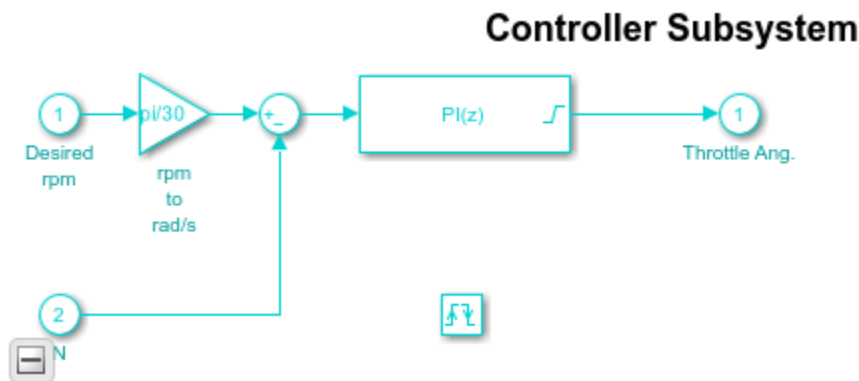 Controller Subsystem
1
pi/30
+_
PI(z)
1
Desired
rpm
rpm
to
rad/s
Throttle Ang.
2
N